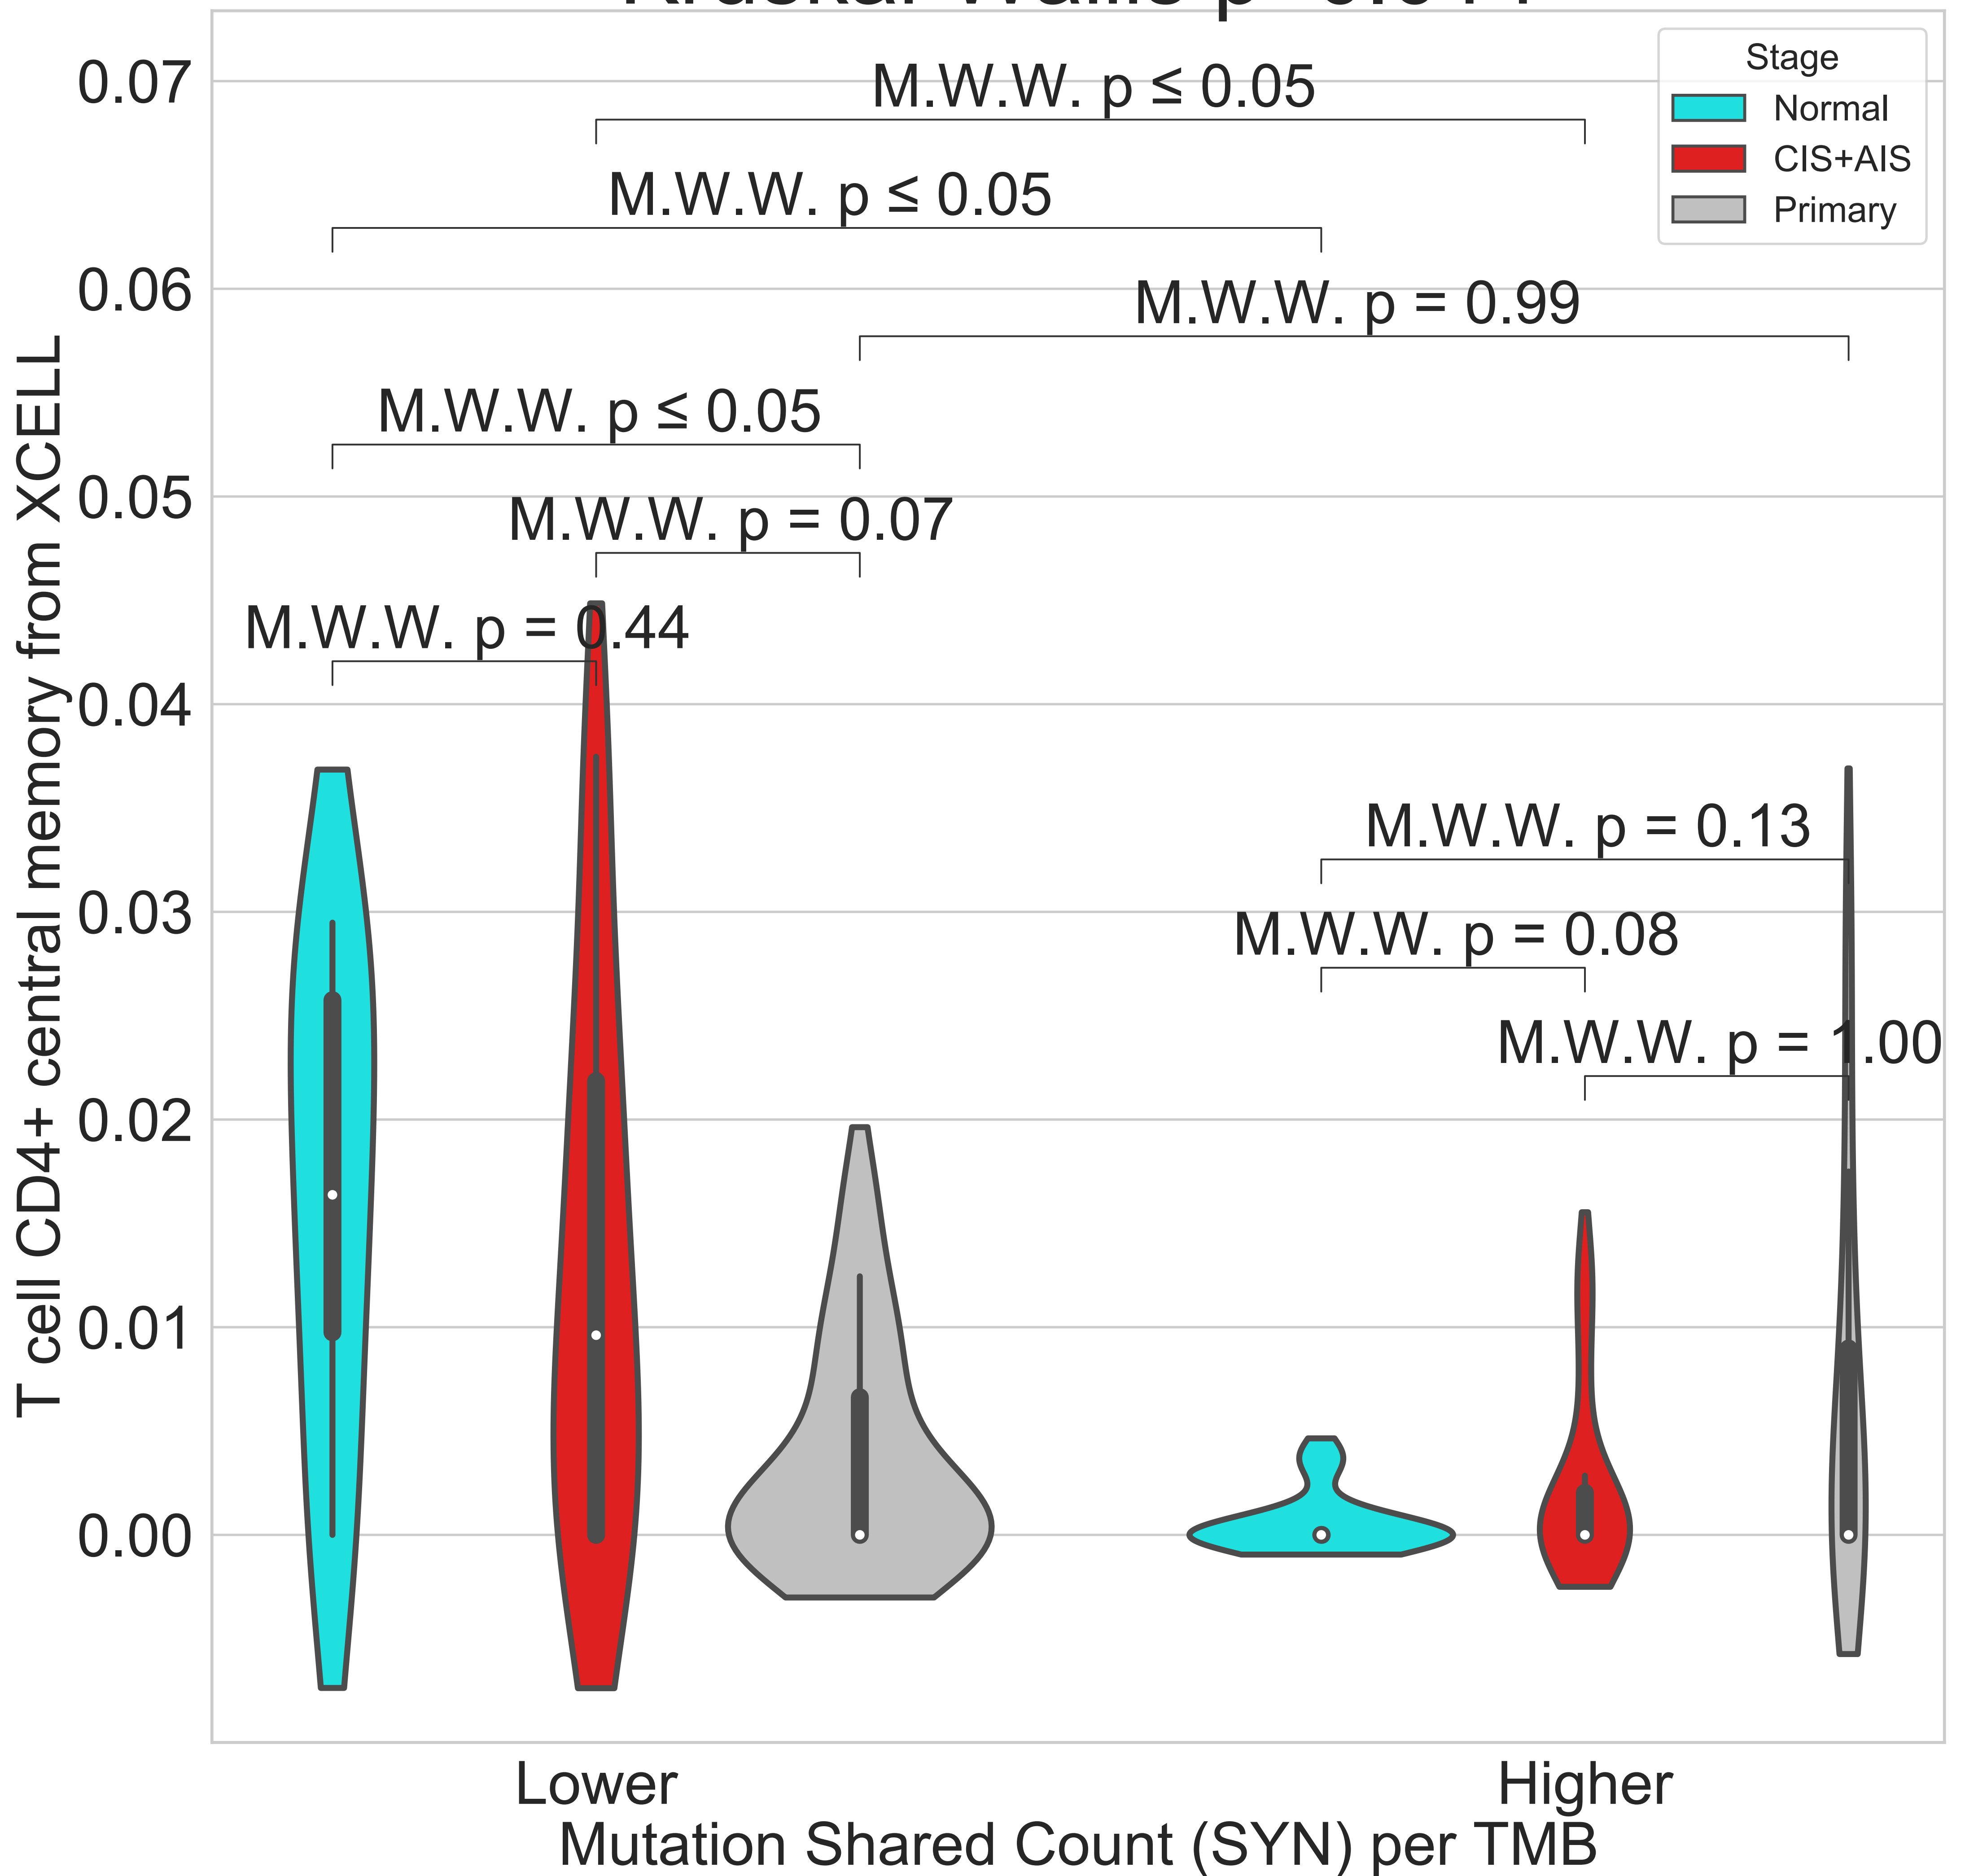 M.W.W. p ≤ 0.05
Stage
Normal
CIS+AIS
Primary
M.W.W. p ≤ 0.05
M.W.W. p = 0.99
M.W.W. p ≤ 0.05
M.W.W. p = 0.07
M.W.W. p = 0.44
M.W.W. p = 0.13
M.W.W. p = 0.08
M.W.W. p = 1.00
T cell CD4+ central memory from XCELL
0.07
0.06
0.05
0.04
0.03
0.02
0.01
0.00
Lower
Higher
Mutation Shared Count (SYN) per TMB